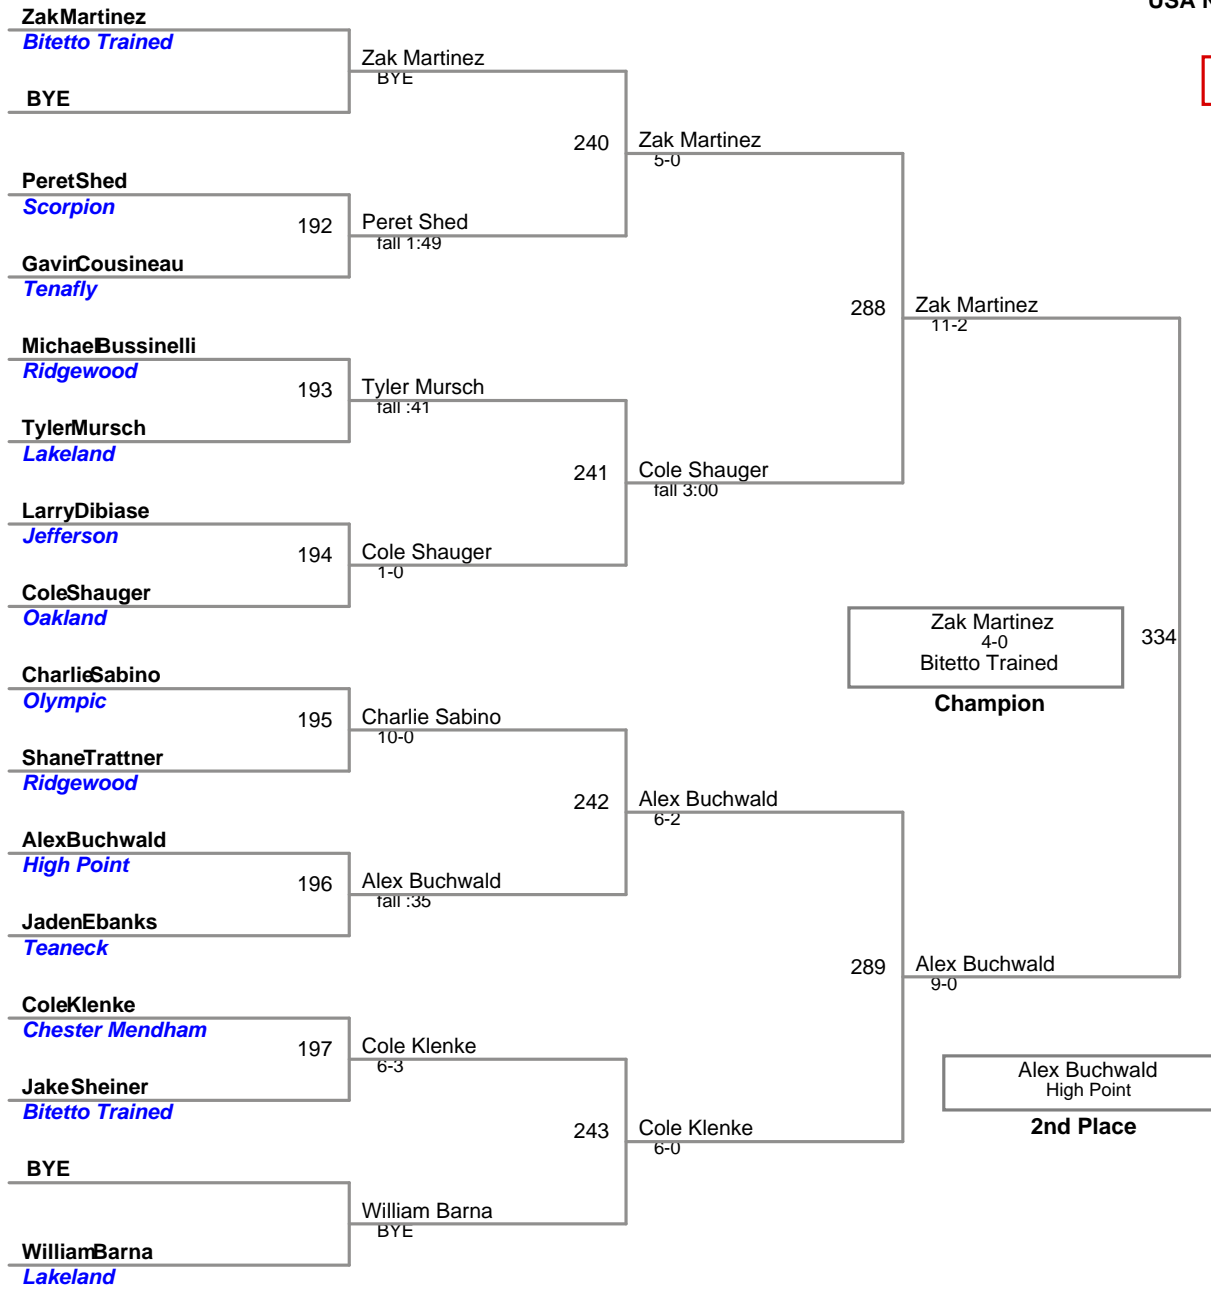 USA N
ZakMartinez
Bitetto Trained
Zak Martinez
BYE
BYE
240
Zak Martinez
5-0
PeretShed
Scorpion
192
Peret Shed
fall 1:49
GavinCousineau
Tenafly
288
Zak Martinez
11-2
MichaelBussinelli
Ridgewood
193
Tyler Mursch
fall :41
TylerMursch
Lakeland
241
Cole Shauger
fall 3:00
LarryDibiase
Jefferson
194
Cole Shauger
1-0
ColeShauger
Oakland
Zak Martinez
4-0
Bitetto Trained
Champion
334
CharlieSabino
Olympic
195
Charlie Sabino
10-0
ShaneTrattner
Ridgewood
242
Alex Buchwald
6-2
AlexBuchwald
High Point
196
Alex Buchwald
fall :35
JadenEbanks
Teaneck
289
Alex Buchwald
9-0
ColeKlenke
Chester Mendham
197
Cole Klenke
6-3
JakeSheiner
Bitetto Trained
Alex Buchwald
High Point
2nd Place
243
Cole Klenke
6-0
BYE
William Barna
BYE
WilliamBarna
Lakeland